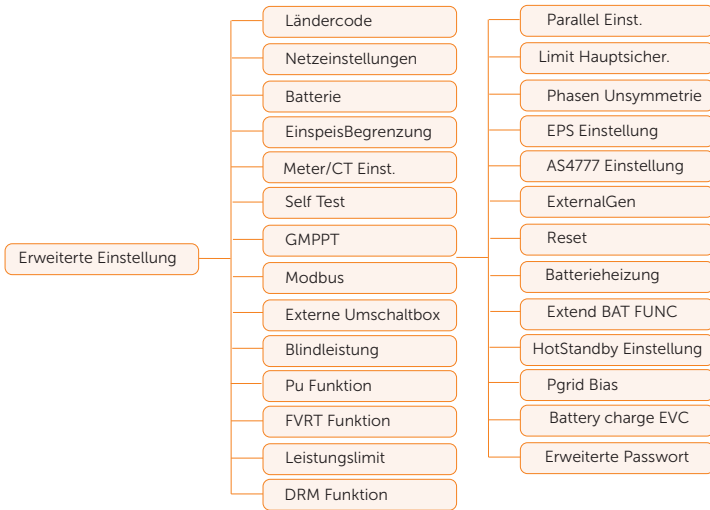 Erweiterte Einstellung
Ländercode
Netzeinstellungen
Batterie
EinspeisBegrenzung
Meter/CT Einst.
Self Test
GMPPT
Modbus
Externe Umschaltbox
Blindleistung
Pu Funktion
FVRT Funktion
Leistungslimit
DRM Funktion
Parallel Einst.
Limit Hauptsicher.
Phasen Unsymmetrie
EPS Einstellung
AS4777 Einstellung
ExternalGen
Reset
Batterieheizung
Extend BAT FUNC
HotStandby Einstellung
Pgrid Bias
Battery charge EVC
Erweiterte Passwort